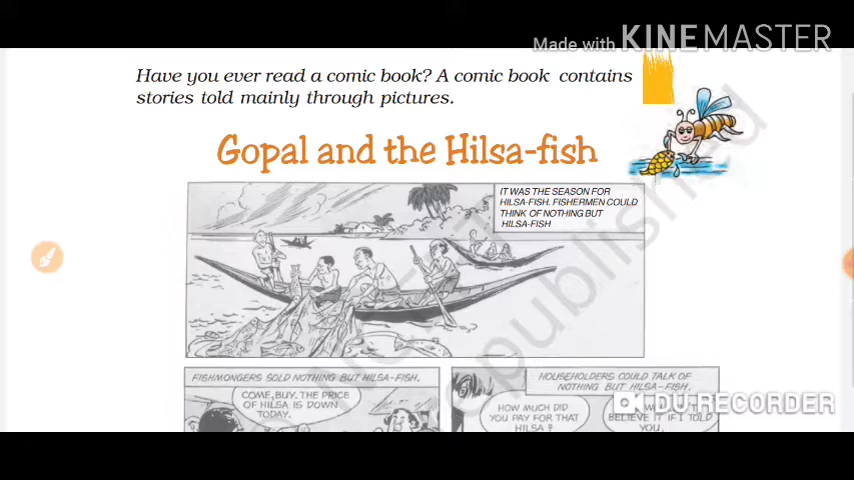 Made with KINEMASTER
Have you ever read a comic book? A comic book contains
stories told mainly through pictures.
Gopal and the Hilsa-fish
IT WAS THE SEASON FOR
HILSA-FISH. FISHERMEN COULD
THINK OF NOTHING BUT
HILSA-FISH
FISHMONGERS SOLD NOTHING BUT HILSA-FISH.
COME, BUY. THE PRICE
OF HILSA IS DOWN
TODAY.
HOUSEHOLDERS COULD TALK OF
NOTHING BUT HILSA-FISH.
HOW MUCH DID
YOU PAY FOR THAT
HILSA?
BELIEVE IT IF I TOLD
YOU.
DU RECORDER